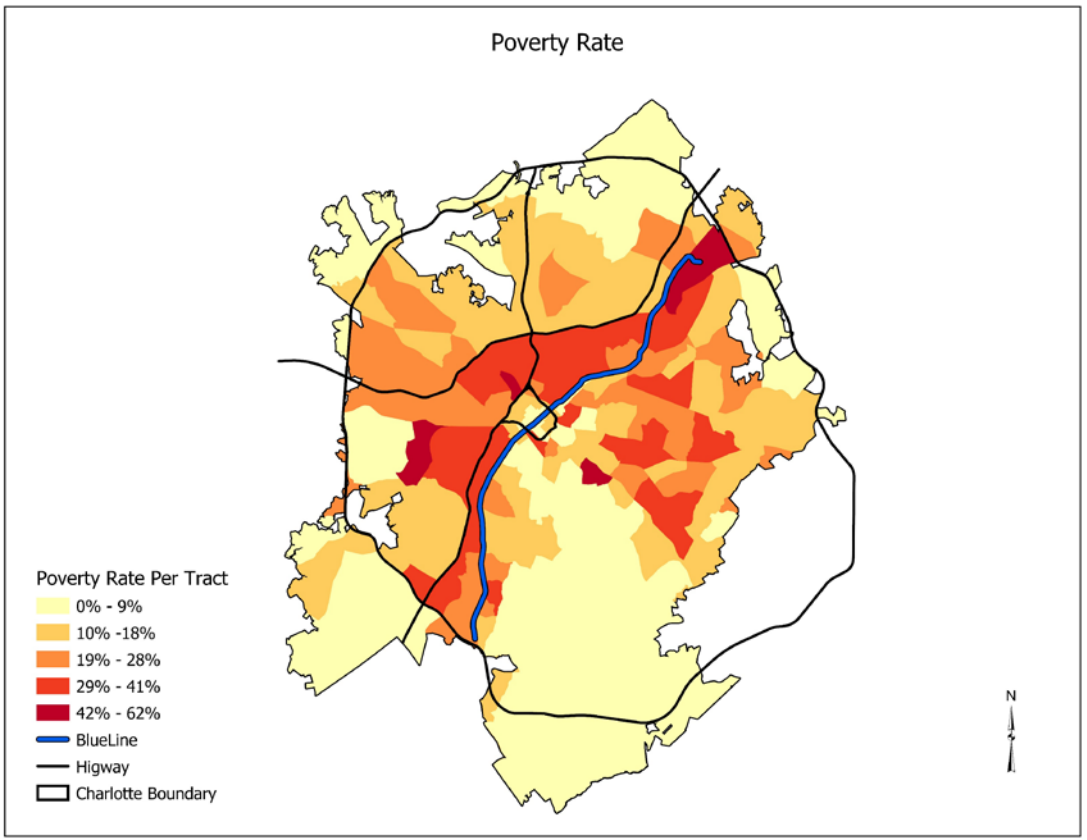 Poverty Rate
Poverty Rate Per Tract
0% - 9%
10% -18%
19% - 28%
29% - 41%
42% - 62%
BlueLine
Higway
Charlotte Boundary
N